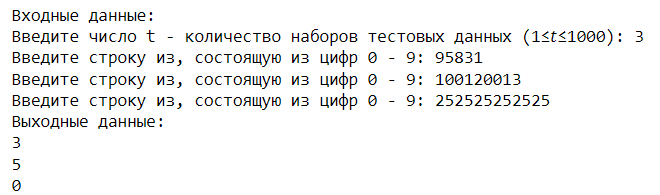 Входные данные:
Введите число t - количество наборов тестовых данных (1≤t≤1000): 3
Введите строку из, состоящую из цифр 0 - 9: 95831
Введите строку из, состоящую из цифр 0 - 9: 100120013
Введите строку из, состоящую из цифр 0 - 9: 252525252525
Выходные данные:
3
5
0